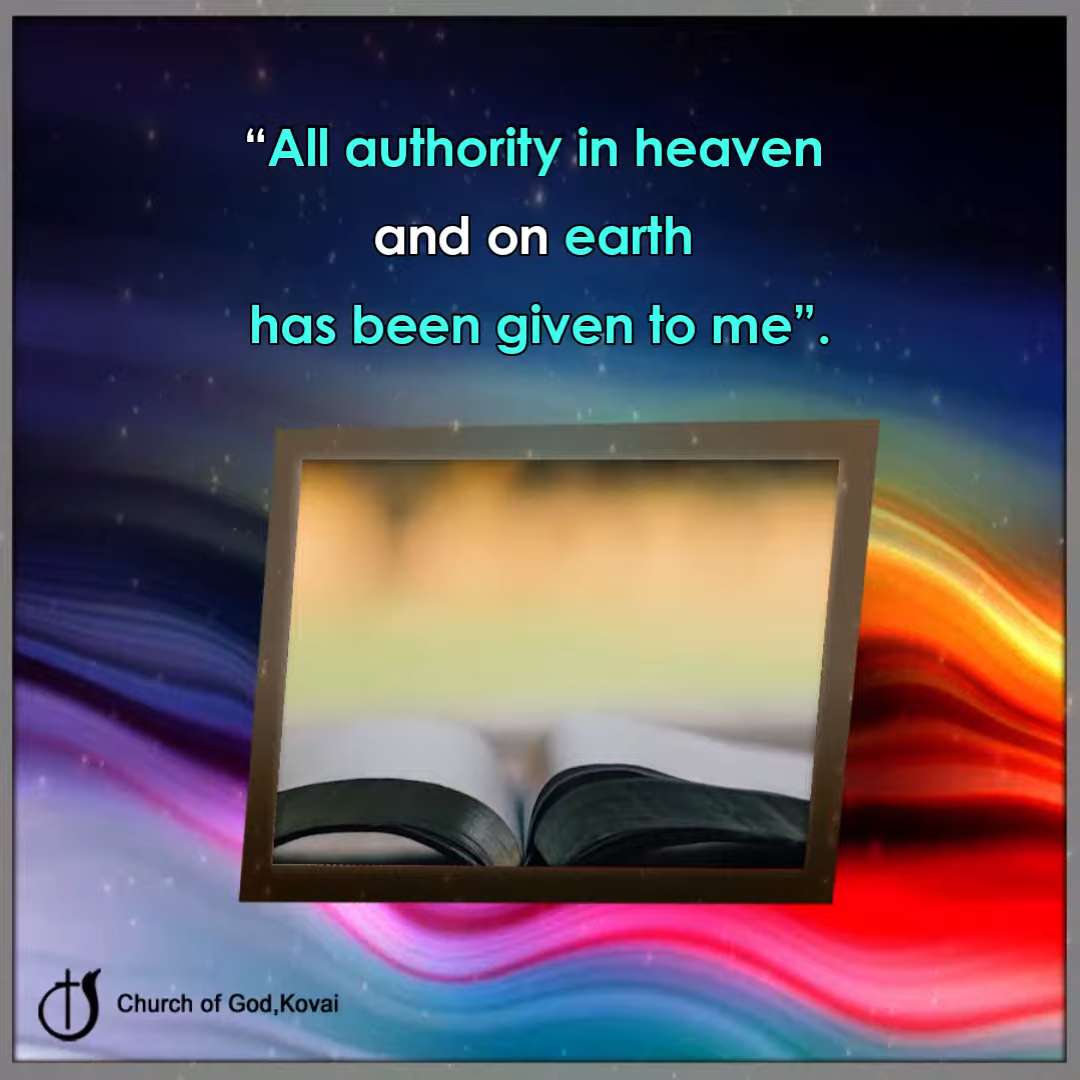 “All authority in heaven
and on earth
has been given to me”.
Church of God,Kovai